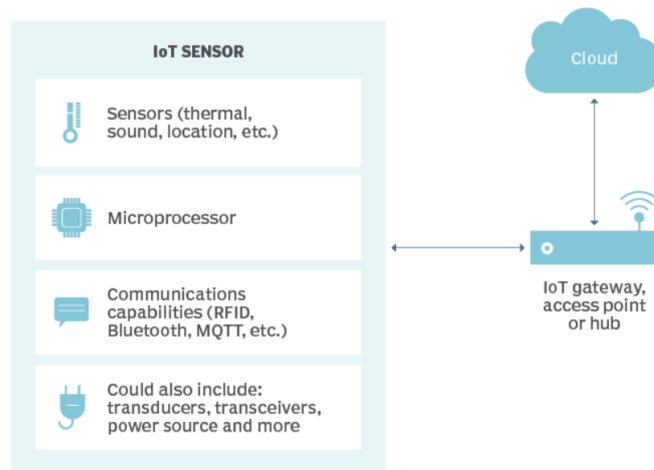 IoT SENSOR
Sensors (thermal,
sound, location, etc.)
Microprocessor
Communications
capabilities (RFID,
Bluetooth, MQTT, etc.)
Could also include:
transducers, transceivers,
power source and more
Cloud
IoT gateway,
access point
or hub